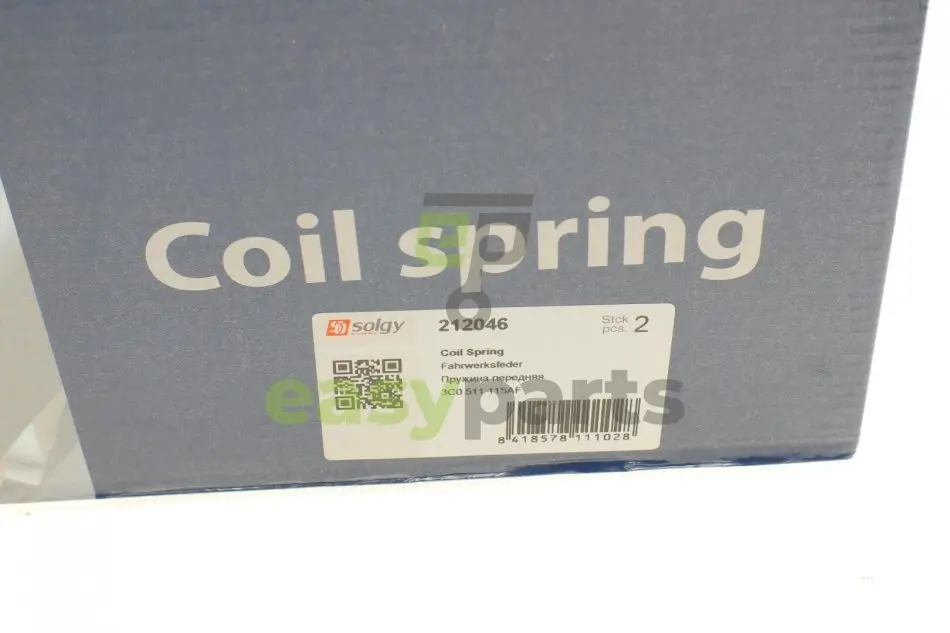 Coil spring
ep
solgy
212046
Stck
pcs. 2
Coil Spring
Fahrwerksfeder
Пружина передняя
3C0 511 115AF
easyparts
8 418578 111028